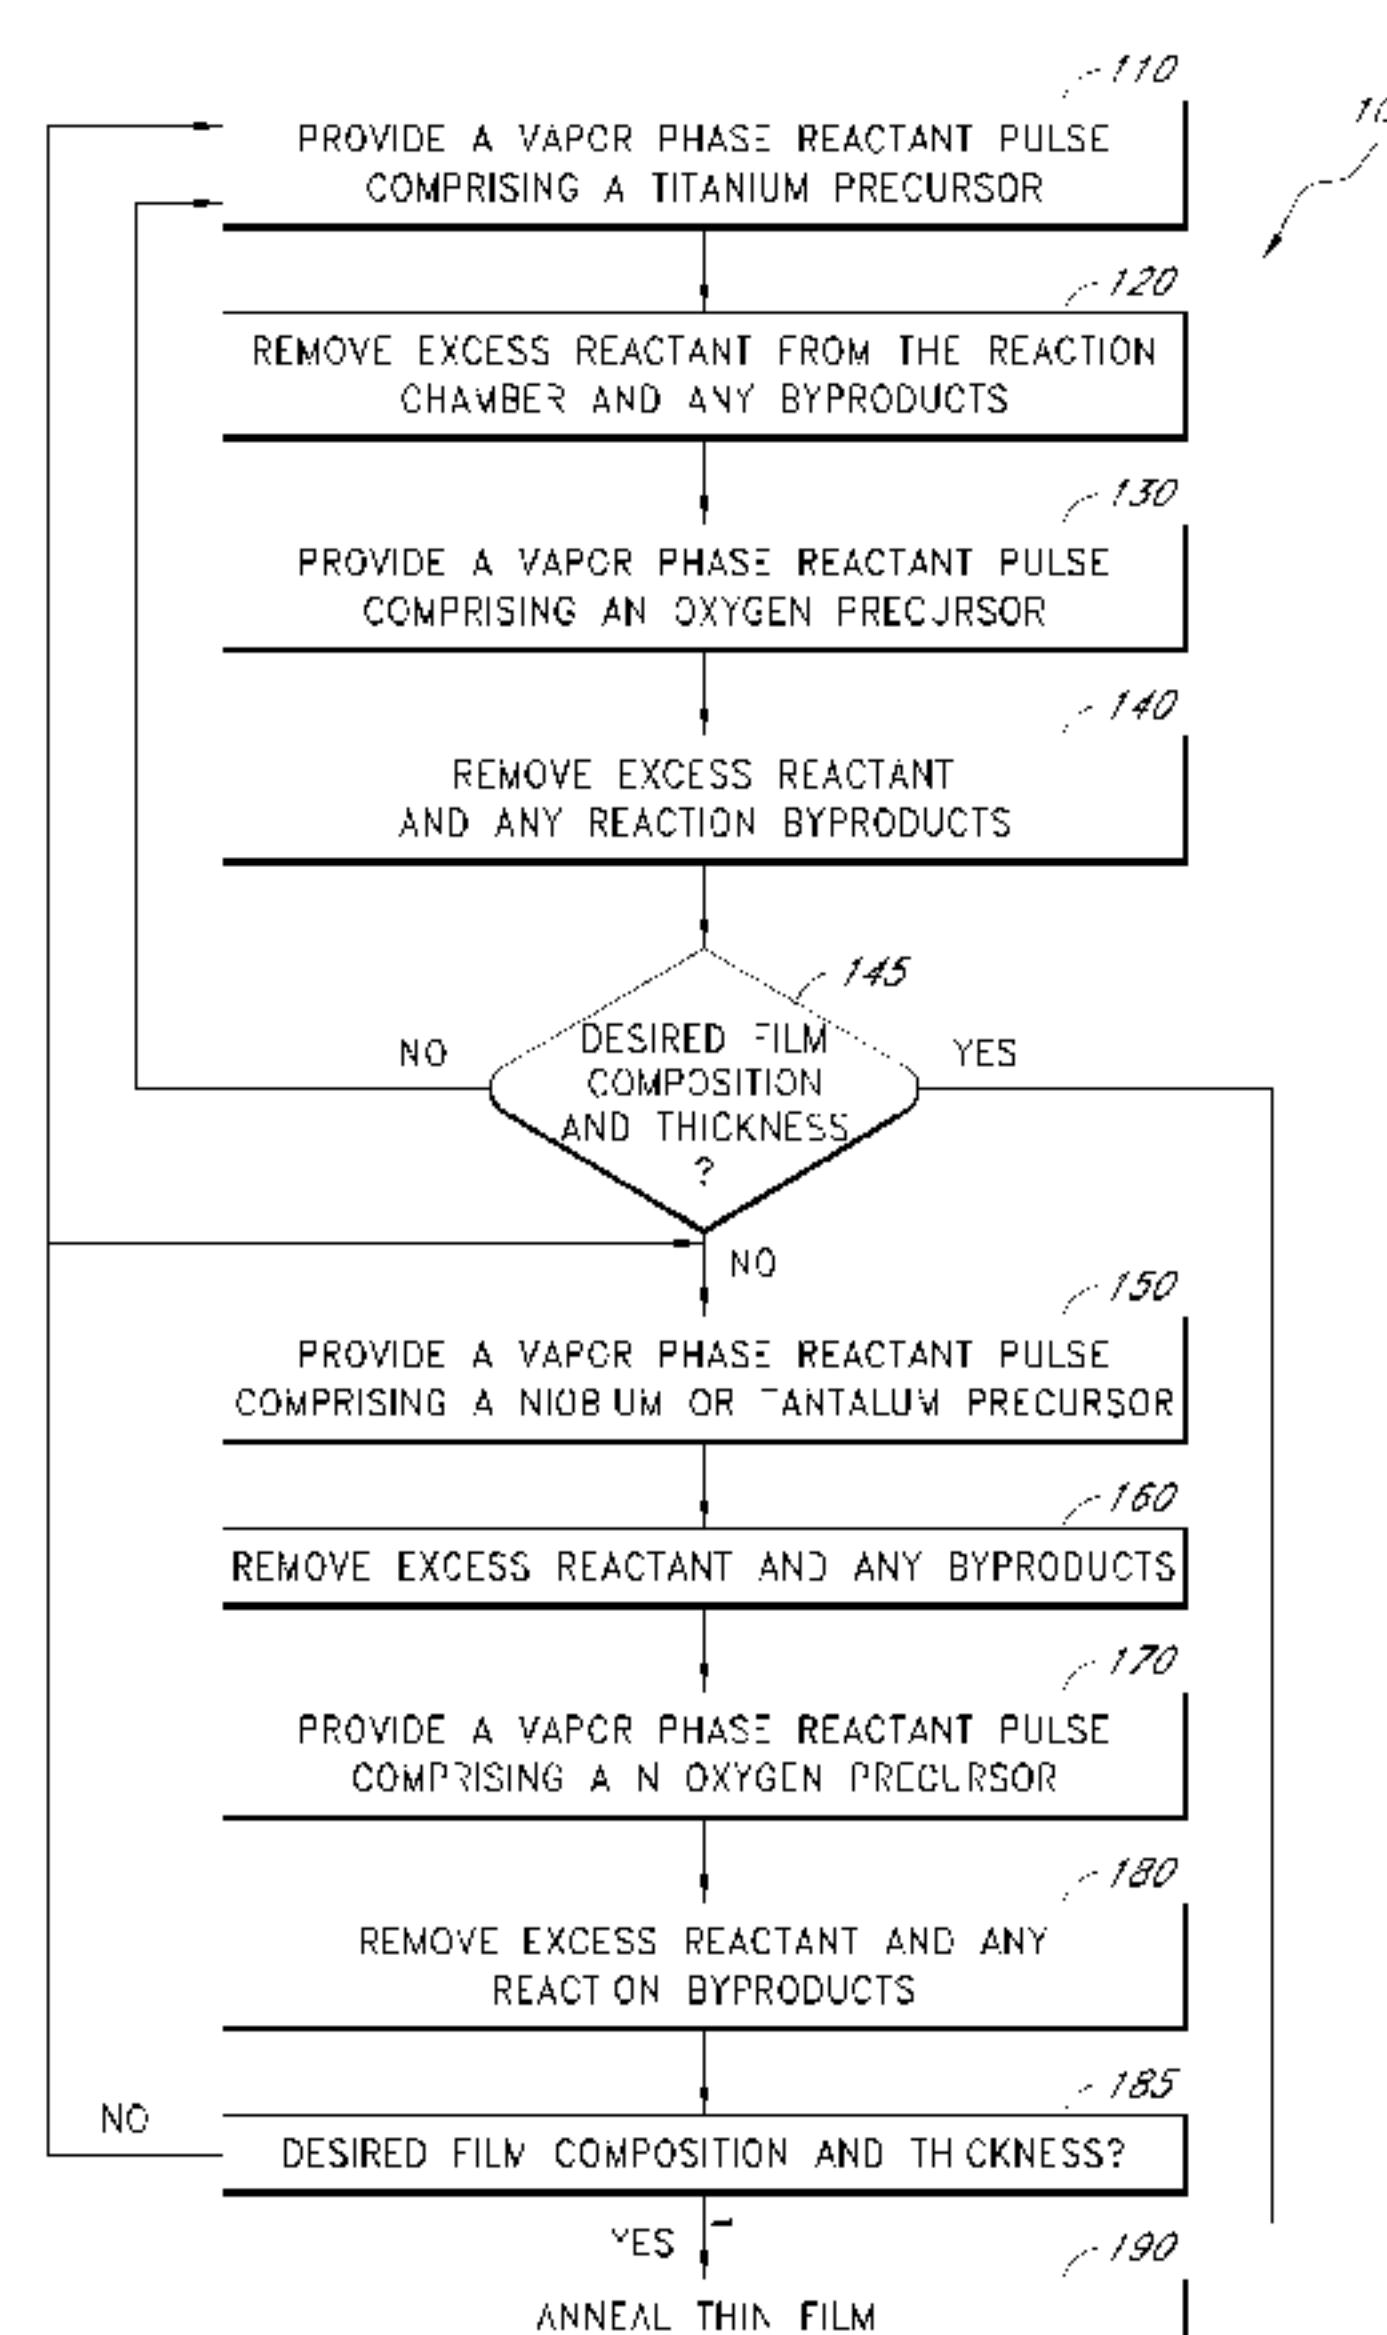 110
PROVIDE A VAPOR PHASE REACTANT PULSE
COMPRISING A TITANIUM PRECURSOR
120
REMOVE EXCESS REACTANT FROM THE REACTION
CHAMBER AND ANY BYPRODUCTS
130
PROVIDE A VAPOR PHASE REACTANT PULSE
COMPRISING AN OXYGEN PRECURSOR
140
REMOVE EXCESS REACTANT
AND ANY REACTION BYPRODUCTS
145
NO
DESIRED FILM
YES
COMPOSITION
AND THICKNESS
?
NO
150
PROVIDE A VAPOR PHASE REACTANT PULSE
COMPRISING A NIOBIUM OR TANTALUM PRECURSOR
160
REMOVE EXCESS REACTANT AND ANY BYPRODUCTS
170
PROVIDE A VAPOR PHASE REACTANT PULSE
COMPRISING AN OXYGEN PRECURSOR
180
REMOVE EXCESS REACTANT AND ANY
REACTION BYPRODUCTS
185
NO
DESIRED FILM COMPOSITION AND THICKNESS?
YES
190
ANNEAL THIN FILM